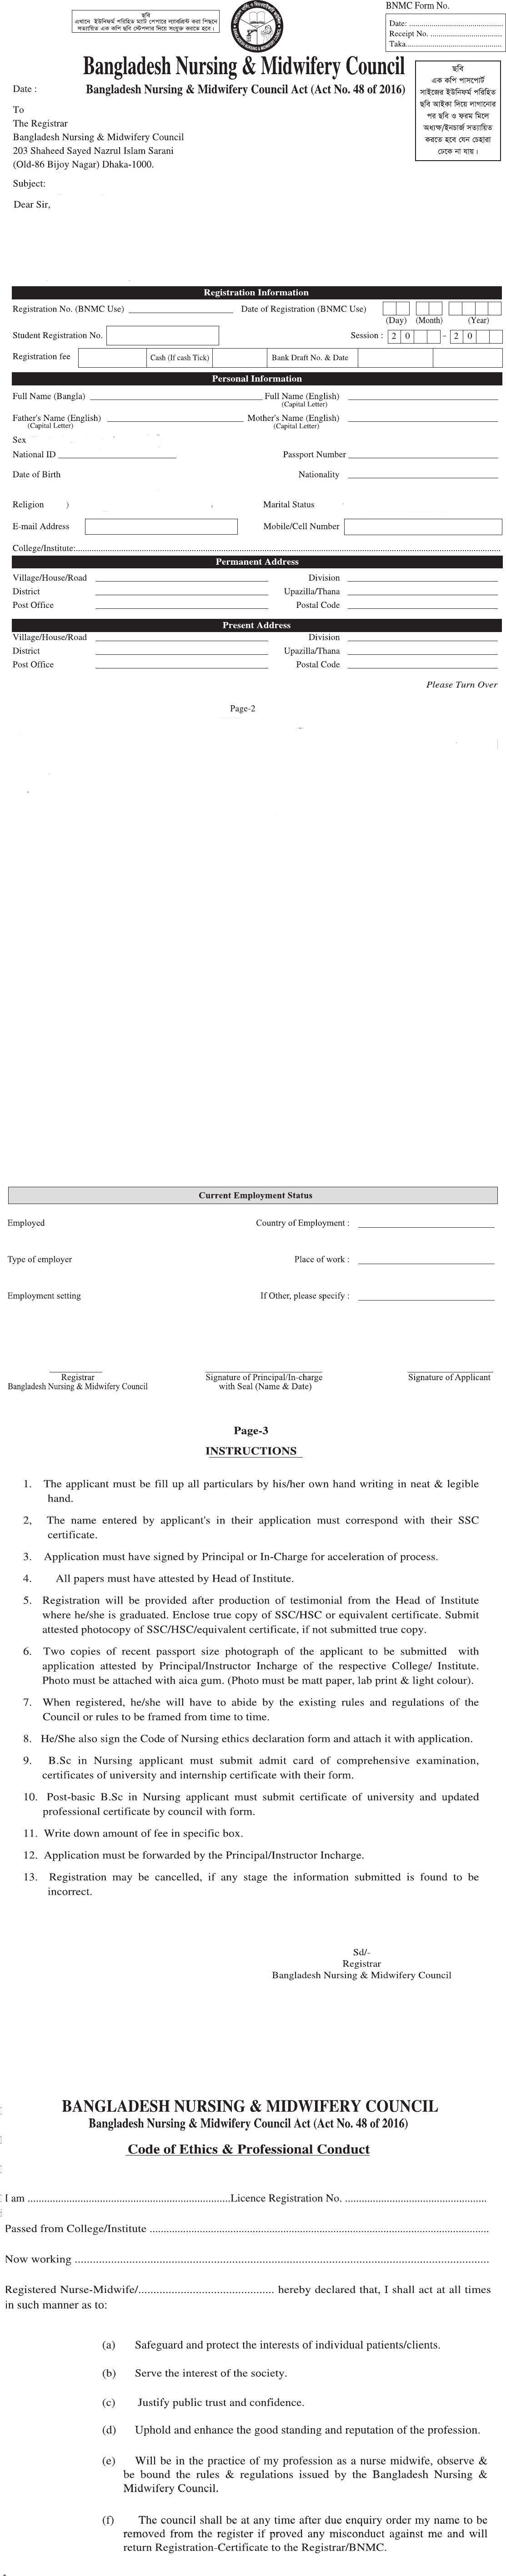 BNMC Form No.
ছবি
এখানে ইউনিফর্ম পরিহিত ম্যাট পেপারে ল্যাবপ্রিন্ট করা পিছনে
সত্যায়িত এক কপি ছবি স্টেপলার দিয়ে সংযুক্ত করতে হবে।
Date: ..............................................
Receipt No. ...................................
Taka...............................................
Bangladesh Nursing & Midwifery Council
Date :
Bangladesh Nursing & Midwifery Council Act (Act No. 48 of 2016)
ছবি
এক কপি পাসপোর্ট
সাইজের ইউনিফর্ম পরিহিত
ছবি আইকা দিয়ে লাগানোর
পর ছবি ও ফরম মিলে
অধ্যক্ষ/ইনচার্জ সত্যায়িত
করতে হবে যেন চেহারা
ঢেকে না যায়।
To
The Registrar
Bangladesh Nursing & Midwifery Council
203 Shaheed Sayed Nazrul Islam Sarani
(Old-86 Bijoy Nagar) Dhaka-1000.
Subject:
Dear Sir,
Registration Information
Registration No. (BNMC Use) Date of Registration (BNMC Use)
(Day) (Month) (Year)
Student Registration No. Session : 2 0 - 2 0
Registration fee Cash (If cash Tick) Bank Draft No. & Date
Personal Information
Full Name (Bangla) Full Name (English)
(Capital Letter)
Father's Name (English) Mother's Name (English)
(Capital Letter) (Capital Letter)
Sex
National ID Passport Number
Date of Birth Nationality
Religion ) Marital Status
E-mail Address Mobile/Cell Number
College/Institute:....................................................................................
Permanent Address
Village/House/Road Division
District Upazilla/Thana
Post Office Postal Code
Present Address
Village/House/Road Division
District Upazilla/Thana
Post Office Postal Code
Please Turn Over
Page-2
Current Employment Status
Employed Country of Employment :
Type of employer Place of work :
Employment setting If Other, please specify :
Registrar Signature of Principal/In-charge Signature of Applicant
Bangladesh Nursing & Midwifery Council with Seal (Name & Date)
Page-3
INSTRUCTIONS
1. The applicant must be fill up all particulars by his/her own hand writing in neat & legible
hand.
2, The name entered by applicant's in their application must correspond with their SSC
certificate.
3. Application must have signed by Principal or In-Charge for acceleration of process.
4. All papers must have attested by Head of Institute.
5. Registration will be provided after production of testimonial from the Head of Institute
where he/she is graduated. Enclose true copy of SSC/HSC or equivalent certificate. Submit
attested photocopy of SSC/HSC/equivalent certificate, if not submitted true copy.
6. Two copies of recent passport size photograph of the applicant to be submitted with
application attested by Principal/Instructor Incharge of the respective College/ Institute.
Photo must be attached with aica gum. (Photo must be matt paper, lab print & light colour).
7. When registered, he/she will have to abide by the existing rules and regulations of the
Council or rules to be framed from time to time.
8. He/She also sign the Code of Nursing ethics declaration form and attach it with application.
9. B.Sc in Nursing applicant must submit admit card of comprehensive examination,
certificates of university and internship certificate with their form.
10. Post-basic B.Sc in Nursing applicant must submit certificate of university and updated
professional certificate by council with form.
11. Write down amount of fee in specific box.
12. Application must be forwarded by the Principal/Instructor Incharge.
13. Registration may be cancelled, if any stage the information submitted is found to be
incorrect.
Sd/-
Registrar
Bangladesh Nursing & Midwifery Council
BANGLADESH NURSING & MIDWIFERY COUNCIL
Bangladesh Nursing & Midwifery Council Act (Act No. 48 of 2016)
Code of Ethics & Professional Conduct
I am ........................................................................Licence Registration No. ..................................................
Passed from College/Institute ........................................................................................................................
Now working ........................................................................................................................................
Registered Nurse-Midwife/............................................ hereby declared that, I shall act at all times
in such manner as to:
(a) Safeguard and protect the interests of individual patients/clients.
(b) Serve the interest of the society.
(c) Justify public trust and confidence.
(d) Uphold and enhance the good standing and reputation of the profession.
(e) Will be in the practice of my profession as a nurse midwife, observe &
be bound the rules & regulations issued by the Bangladesh Nursing &
Midwifery Council.
(f) The council shall be at any time after due enquiry order my name to be
removed from the register if proved any misconduct against me and will
return Registration-Certificate to the Registrar/BNMC.